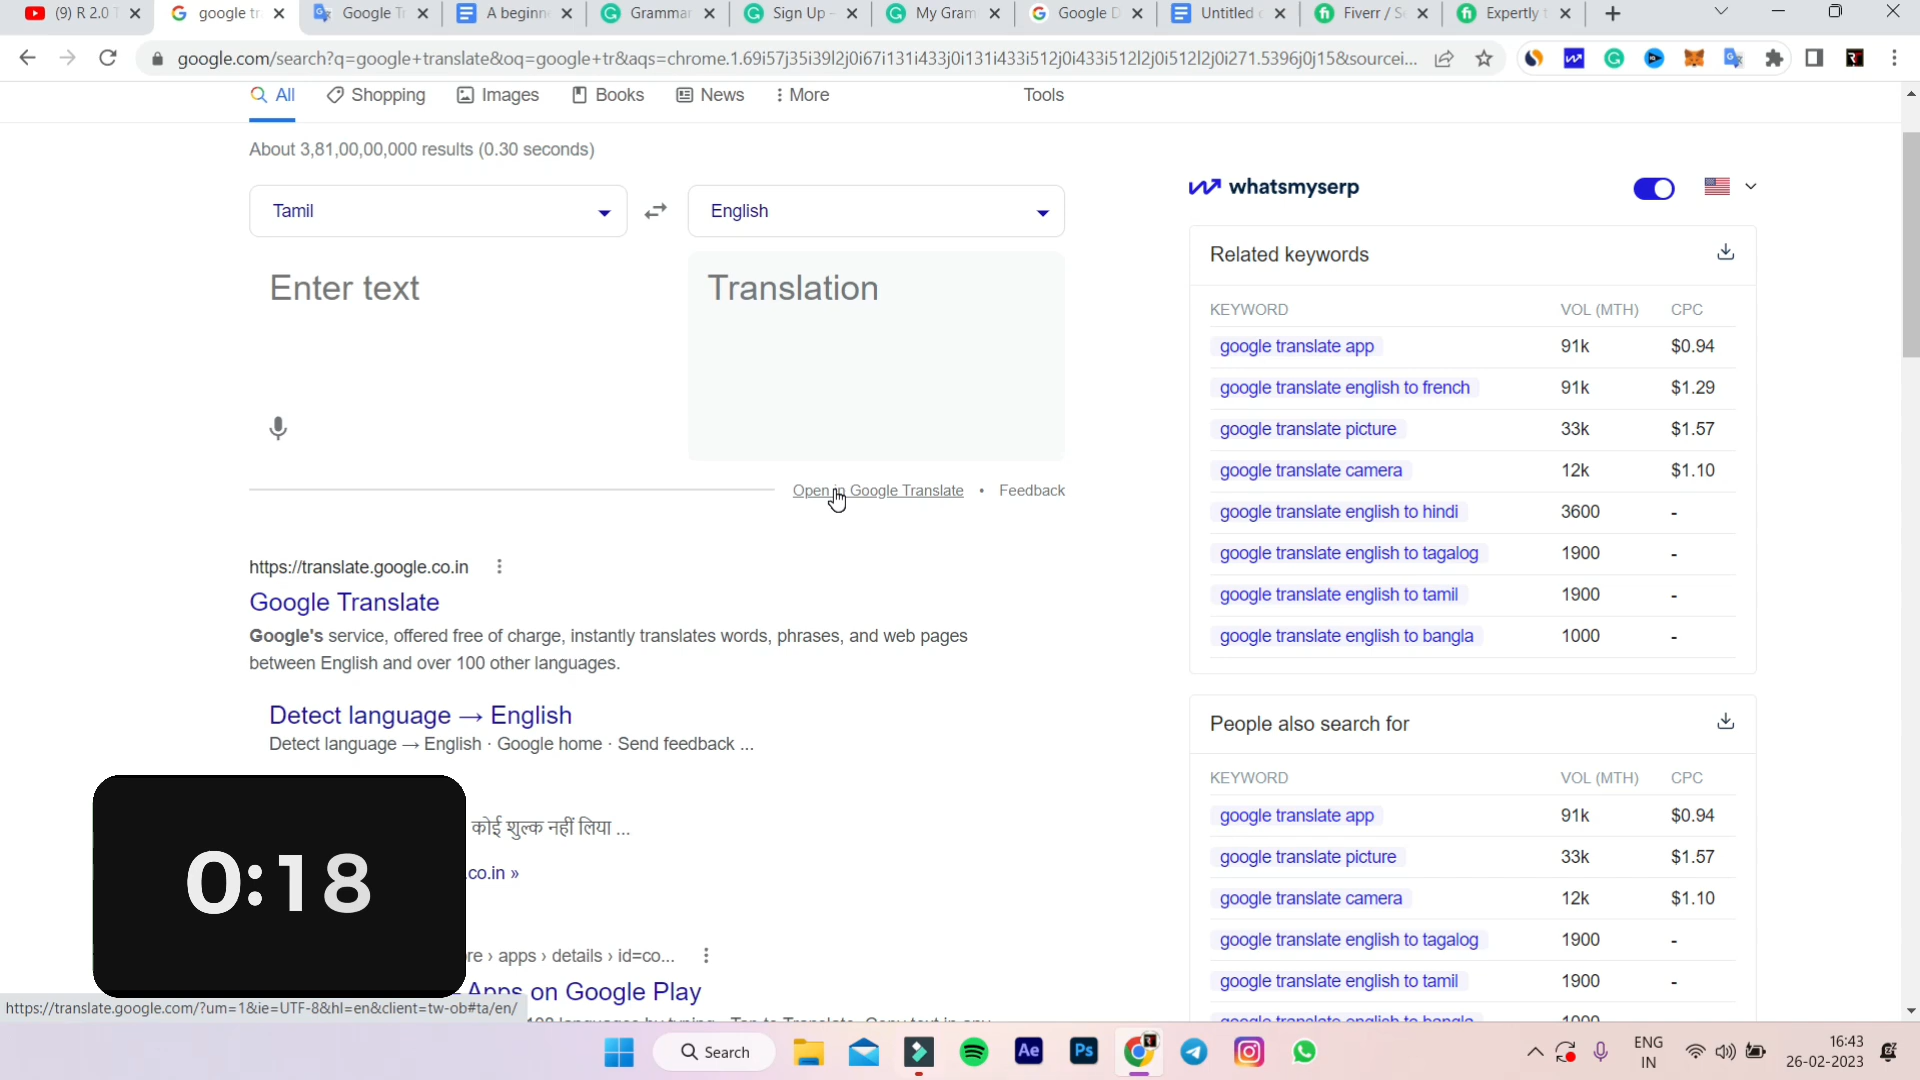 (9) R 2.0 T
google tr
Google Tr
A beginn
Grammar
Sign Up -
My Gram
Google D
Untitled
Fiverr / Se
Expertly
google.com/search?q=google+translate&oq=google+tr&aqs=chrome.1.69i57j35i39l2j0i67i131i433j0i131i433i512j0i433i512l2j0i512l2j0i271.5396j0j15&sourcei...
All
Shopping
Images
Books
News
More
Tools
About 3,81,00,00,000 results (0.30 seconds)
Tamil
English
Enter text
Translation
Open in Google Translate • Feedback
https://translate.google.co.in
Google Translate
Google's service, offered free of charge, instantly translates words, phrases, and web pages
between English and over 100 other languages.
Detect language → English
Detect language → English · Google home · Send feedback ...
कोई शुल्क नहीं लिया ...
.co.in »
re › apps › details › id=co...
Apps on Google Play
0:18
https://translate.google.com/?um=1&ie=UTF-8&hl=en&client=tw-ob#ta/en/
whatsmyserp
Related keywords
KEYWORD VOL (MTH) CPC
google translate app 91k $0.94
google translate english to french 91k $1.29
google translate picture 33k $1.57
google translate camera 12k $1.10
google translate english to hindi 3600 -
google translate english to tagalog 1900 -
google translate english to tamil 1900 -
google translate english to bangla 1000 -
People also search for
KEYWORD VOL (MTH) CPC
google translate app 91k $0.94
google translate picture 33k $1.57
google translate camera 12k $1.10
google translate english to tagalog 1900 -
google translate english to tamil 1900 -
google translate english to bangla 1000
Search
Ae
Ps
ENG
IN
16:43
26-02-2023